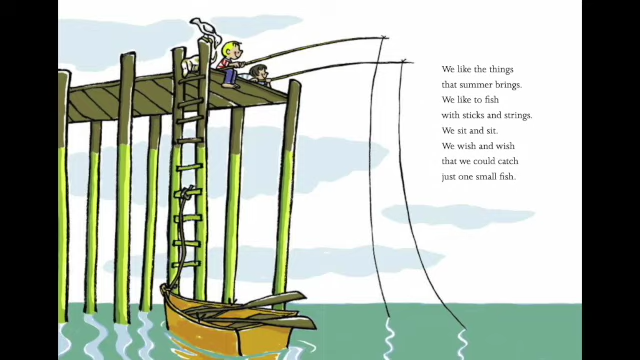 We like the things
that summer brings.
We like to fish
with sticks and strings.
We sit and sit.
We wish and wish
that we could catch
just one small fish.